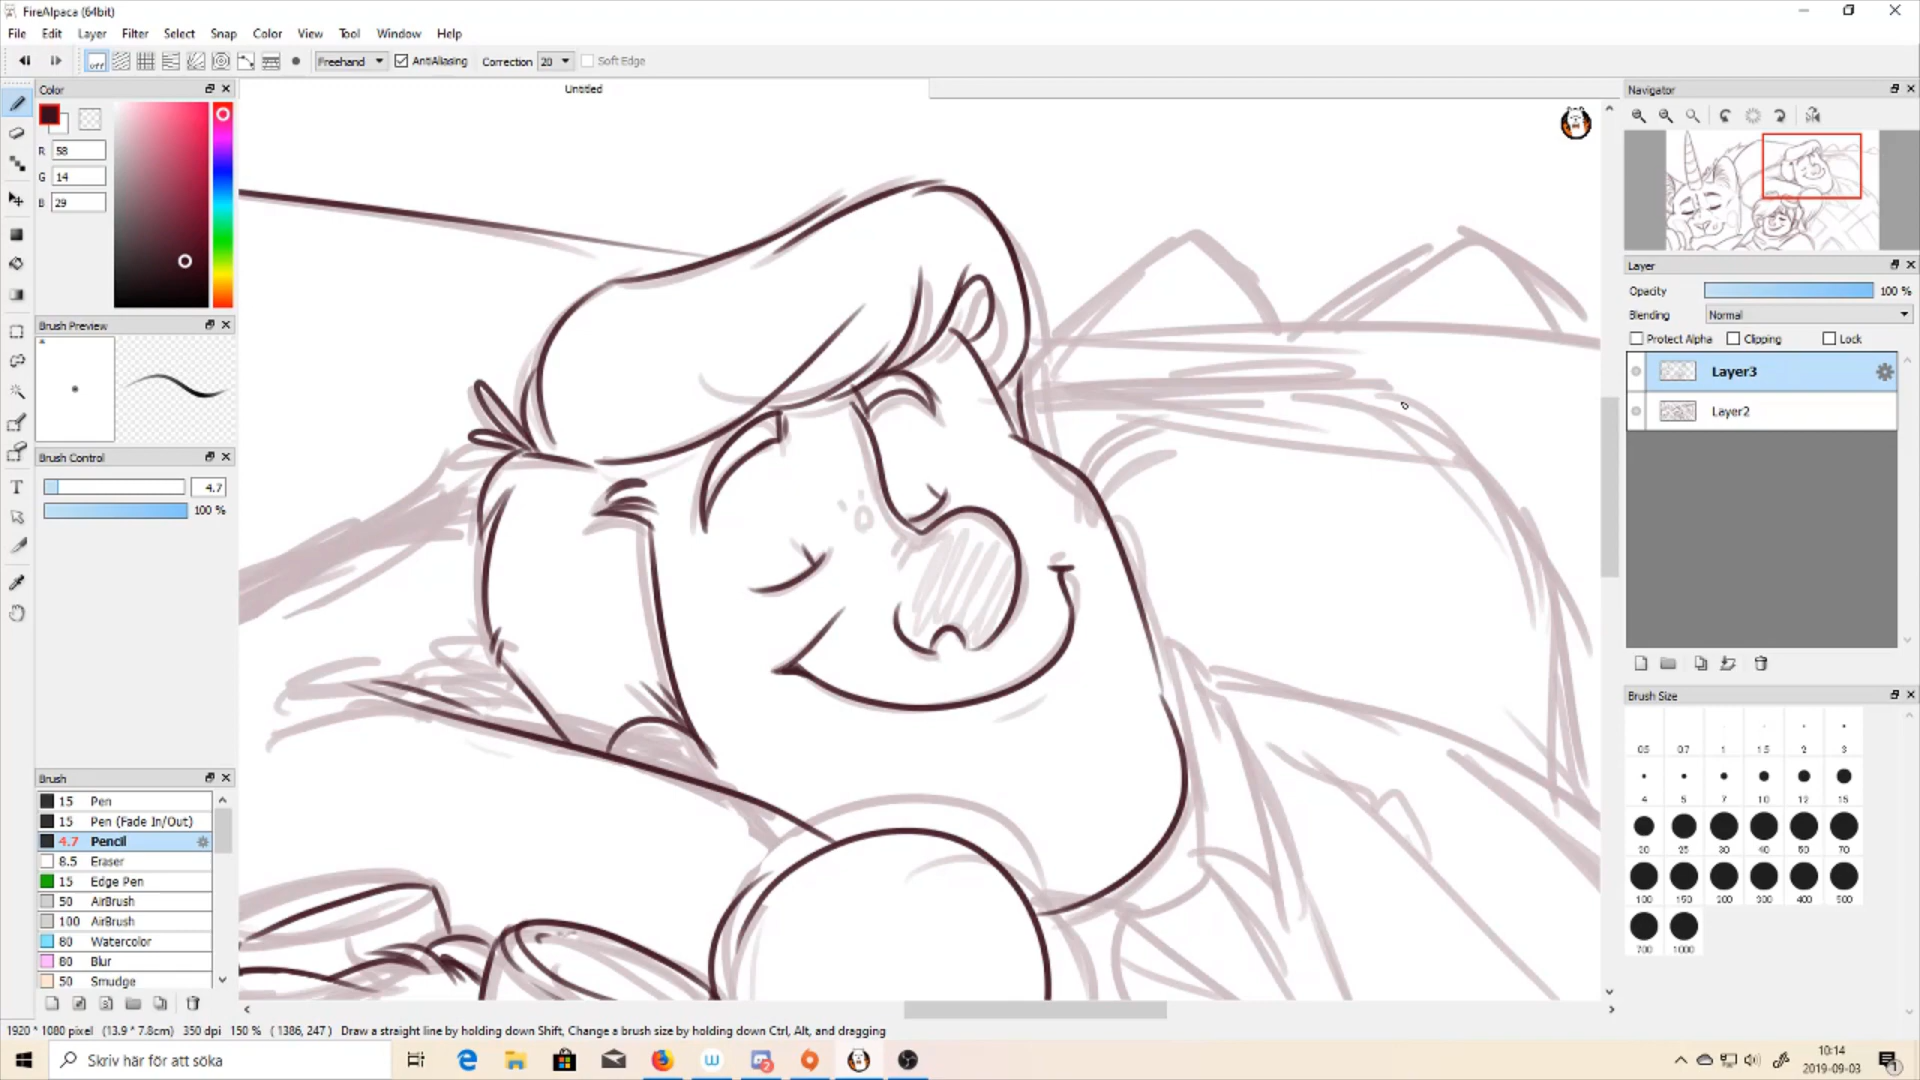 FireAlpaca (64bit)
File Edit Layer Filter Select Snap Color View Tool Window Help
off Freehand AntiAliasing Correction 20 Soft Edge
Color
Untitled
Navigator
R 58
G 14
B 29
Layer
Opacity 100 %
Blending Normal
Protect Alpha Clipping Lock
Layer3
Layer2
Brush Preview
Brush Control
4.7
100 %
Brush Size
0.5 0.7 1 1.5 2 3
4 5 7 10 12 15
20 25 30 40 50 70
100 150 200 300 400 500
700 1000
Brush
15 Pen
15 Pen (Fade In/Out)
4.7 Pencil
8.5 Eraser
15 Edge Pen
50 AirBrush
100 AirBrush
80 Watercolor
80 Blur
50 Smudge
1920 * 1080 pixel (13.9 * 7.8cm) 350 dpi 150 % ( 1386, 247 ) Draw a straight line by holding down Shift, Change a brush size by holding down Ctrl, Alt, and dragging
Skriv här för att söka
10:14
2019-09-03